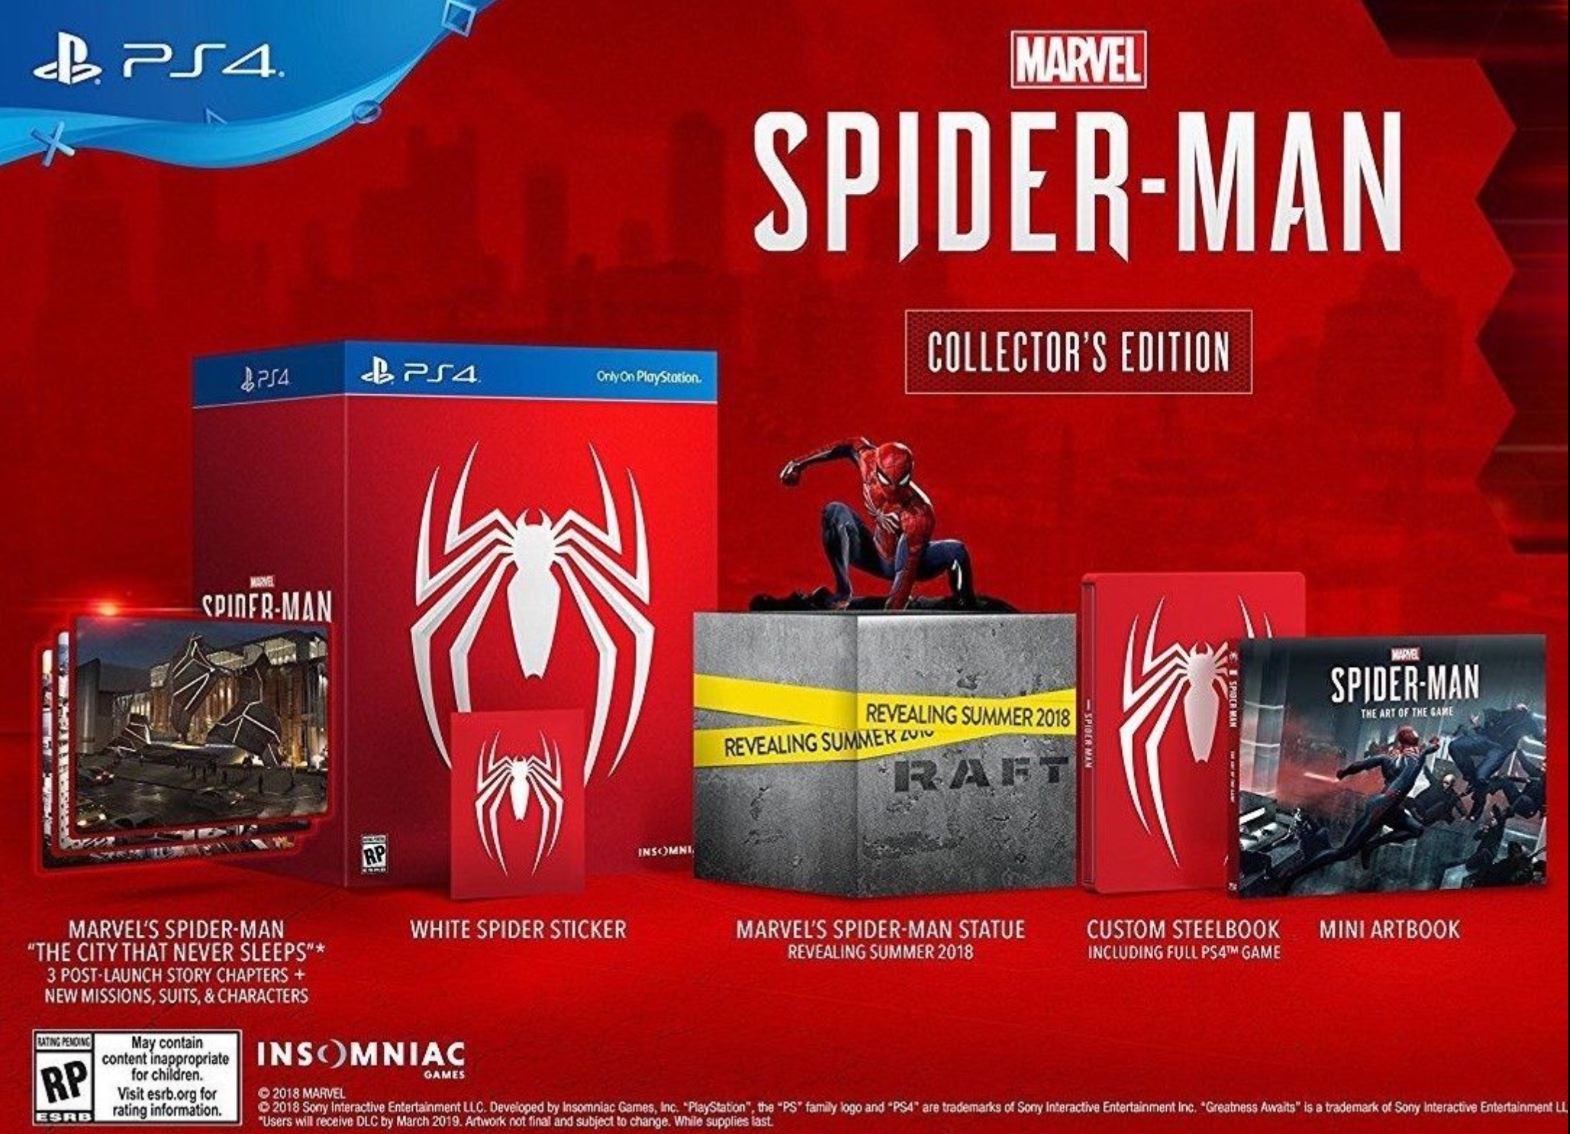 PS4
MARVEL
SPIDER-MAN
COLLECTOR'S EDITION
PS4
PS4
Only On PlayStation.
MARVEL
SPIDER-MAN
RP
INSOMNI
REVEALING SUMMER 2018
REVEALING SUMMER 2018
RAFT
SPIDER-MAN
SPIDER-MAN
MARVEL
SPIDER-MAN
THE ART OF THE GAME
MARVEL'S SPIDER-MAN
"THE CITY THAT NEVER SLEEPS"*
3 POST-LAUNCH STORY CHAPTERS +
NEW MISSIONS, SUITS, & CHARACTERS
WHITE SPIDER STICKER
MARVEL'S SPIDER-MAN STATUE
REVEALING SUMMER 2018
CUSTOM STEELBOOK
INCLUDING FULL PS4™ GAME
MINI ARTBOOK
RATING PENDING
RP
ESRB
May contain
content inappropriate
for children.
Visit esrb.org for
rating information.
INSOMNIAC
GAMES
© 2018 MARVEL
© 2018 Sony Interactive Entertainment LLC. Developed by Insomniac Games, Inc. "PlayStation", the "PS" family logo and "PS4" are trademarks of Sony Interactive Entertainment Inc. "Greatness Awaits" is a trademark of Sony Interactive Entertainment LL
*Users will receive DLC by March 2019. Artwork not final and subject to change. While supplies last.